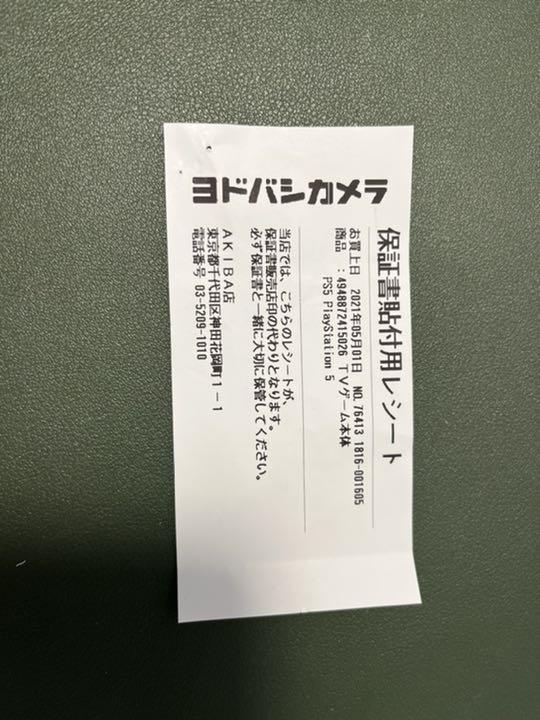 ヨドバシカメラ
保証書貼付用レシート
お買上日 2021年05月01日 NO.76413 1816-001605
商品 :4948872415026 TVゲーム本体
PS5 PlayStation 5
当店では、こちらのレシートが、
保証書販売店印の代わりとなります。
必ず保証書と一緒に大切に保管してください。
AKIBA店
東京都千代田区神田花岡町1-1
電話番号 03-5209-1010